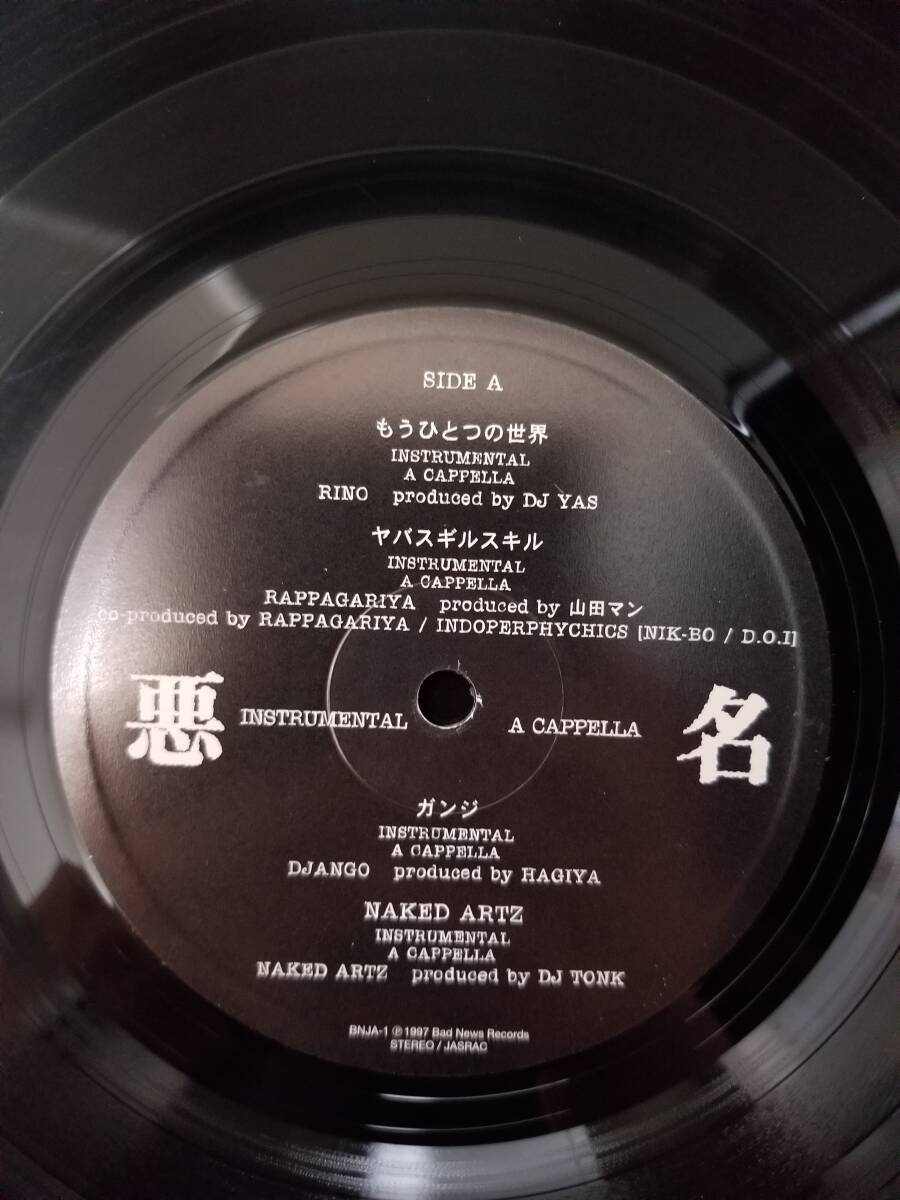 SIDE A
もうひとつの世界
INSTRUMENTAL
A CAPPELLA
RINO produced by DJ YAS
ヤバスギルスキル
INSTRUMENTAL
A CAPPELLA
RAPPAGARIYA produced by 山田マン
co-produced by RAPPAGARIYA / INDOPERPHYCHICS [NIK-BO / D.O.I]
悪 INSTRUMENTAL A CAPPELLA 名
ガンジ
INSTRUMENTAL
A CAPPELLA
DJANGO produced by HAGIYA
NAKED ARTZ
INSTRUMENTAL
A CAPPELLA
NAKED ARTZ produced by DJ TONK
BNJA-1 ℗ 1997 Bad News Records
STEREO / JASRAC